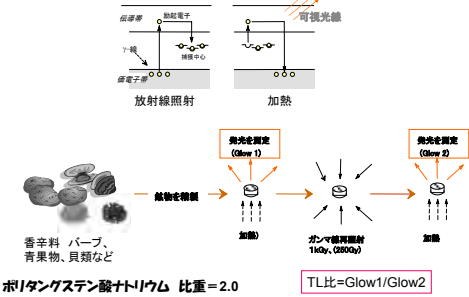 伝導帯
励起電子
可視光線
γ-線
捕獲中心
価電子帯
放射線照射
加熱
発光を測定
(Glow 1)
発光を測定
(Glow 2)
鉱物を精製
加熱)
ガンマ線再照射
1kGy、(250Gy)
加熱
香辛料 ハーブ、
青果物、貝類など
ポリタングステン酸ナトリウム 比重=2.0
TL比=Glow1/Glow2